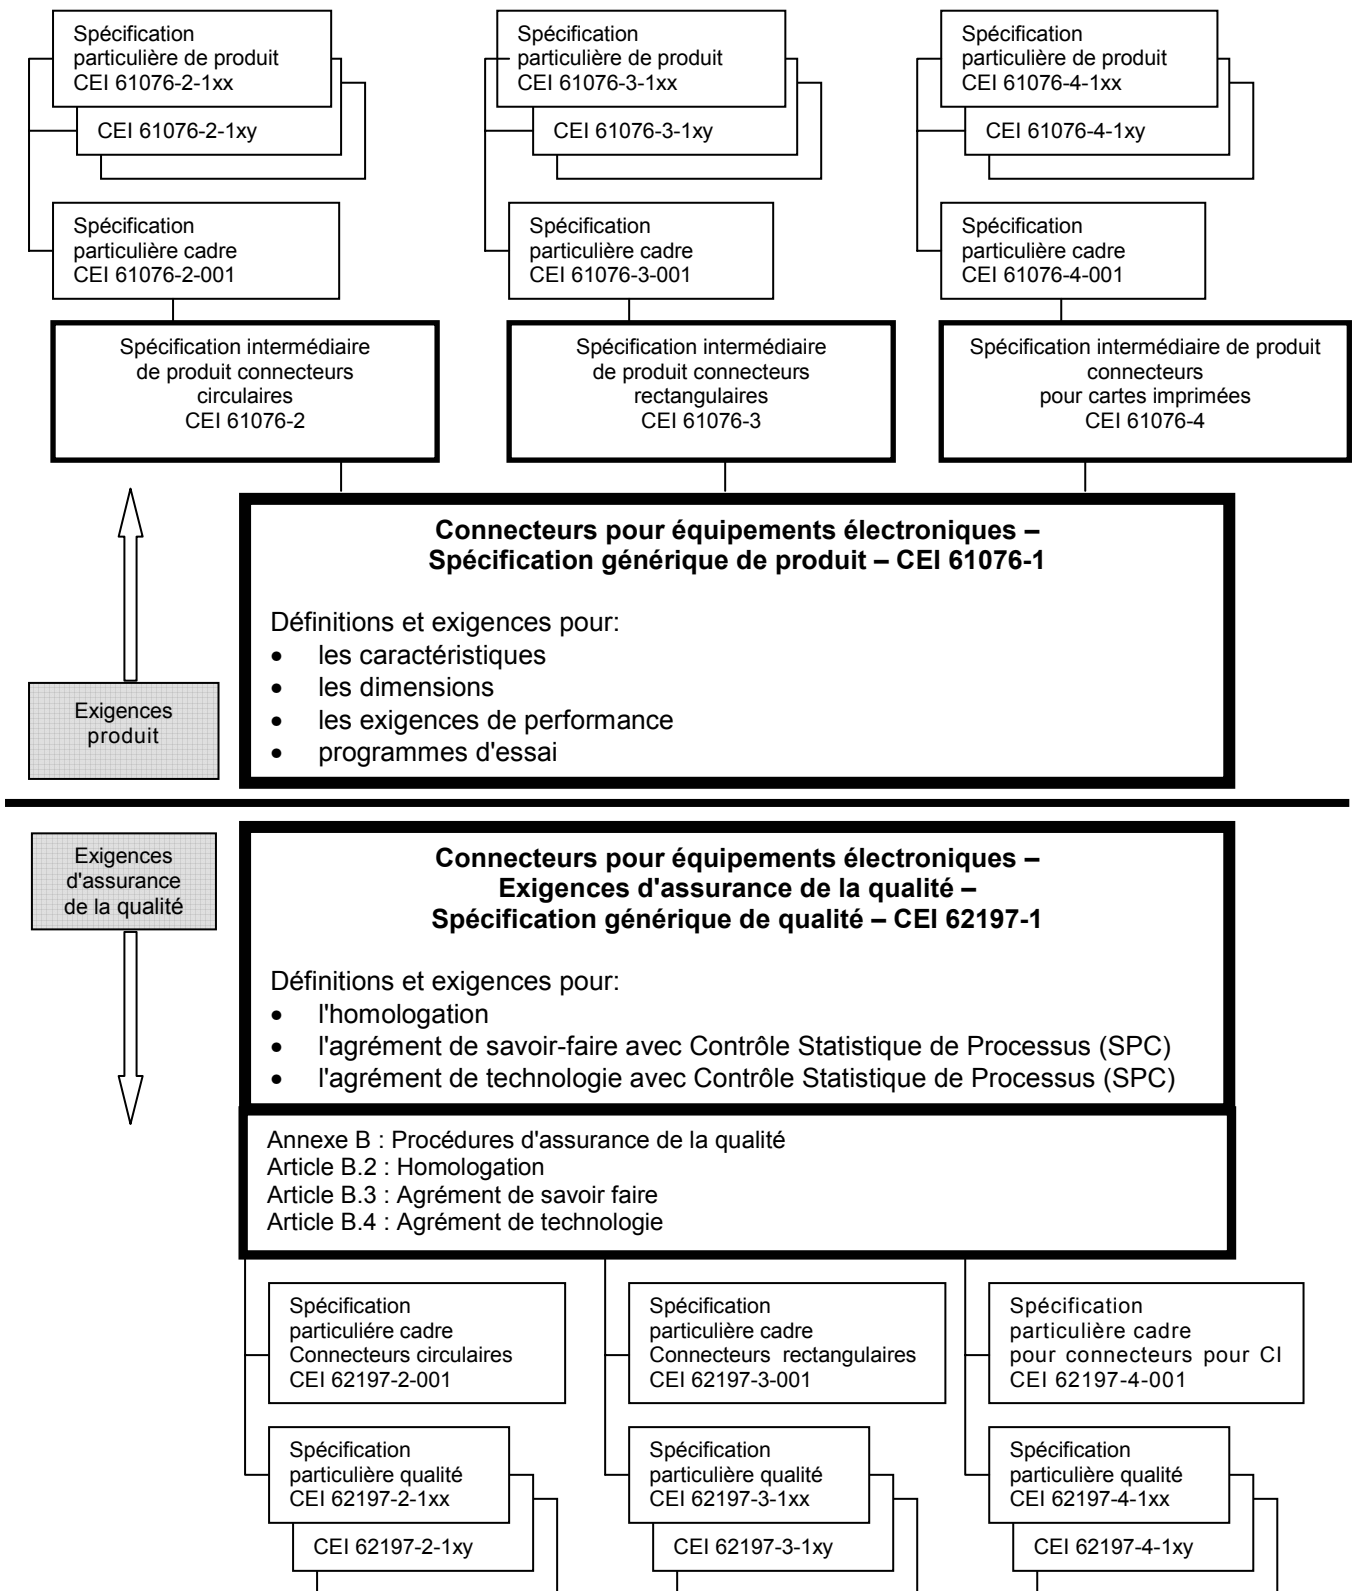 Spécification
particulière de produit
CEI 61076-2-1xx
CEI 61076-2-1xy
Spécification
particulière de produit
CEI 61076-3-1xx
CEI 61076-3-1xy
Spécification
particulière de produit
CEI 61076-4-1xx
CEI 61076-4-1xy
Spécification
particulière cadre
CEI 61076-2-001
Spécification
particulière cadre
CEI 61076-3-001
Spécification
particulière cadre
CEI 61076-4-001
Spécification intermédiaire
de produit connecteurs
circulaires
CEI 61076-2
Spécification intermédiaire
de produit connecteurs
rectangulaires
CEI 61076-3
Spécification intermédiaire de produit
connecteurs
pour cartes imprimées
CEI 61076-4
Connecteurs pour équipements électroniques –
Spécification générique de produit – CEI 61076-1
Définitions et exigences pour:
• les caractéristiques
• les dimensions
• les exigences de performance
• programmes d'essai
Exigences
produit
Exigences
d'assurance
de la qualité
Connecteurs pour équipements électroniques –
Exigences d'assurance de la qualité –
Spécification générique de qualité – CEI 62197-1
Définitions et exigences pour:
• l'homologation
• l'agrément de savoir-faire avec Contrôle Statistique de Processus (SPC)
• l'agrément de technologie avec Contrôle Statistique de Processus (SPC)
Annexe B : Procédures d'assurance de la qualité
Article B.2 : Homologation
Article B.3 : Agrément de savoir faire
Article B.4 : Agrément de technologie
Spécification
particuliére cadre
Connecteurs circulaires
CEI 62197-2-001
Spécification
particulière cadre
Connecteurs rectangulaires
CEI 62197-3-001
Spécification
particulière cadre
pour connecteurs pour CI
CEI 62197-4-001
Spécification
particulière qualité
CEI 62197-2-1xx
CEI 62197-2-1xy
Spécification
particulière qualité
CEI 62197-3-1xx
CEI 62197-3-1xy
Spécification
particulière qualité
CEI 62197-4-1xx
CEI 62197-4-1xy